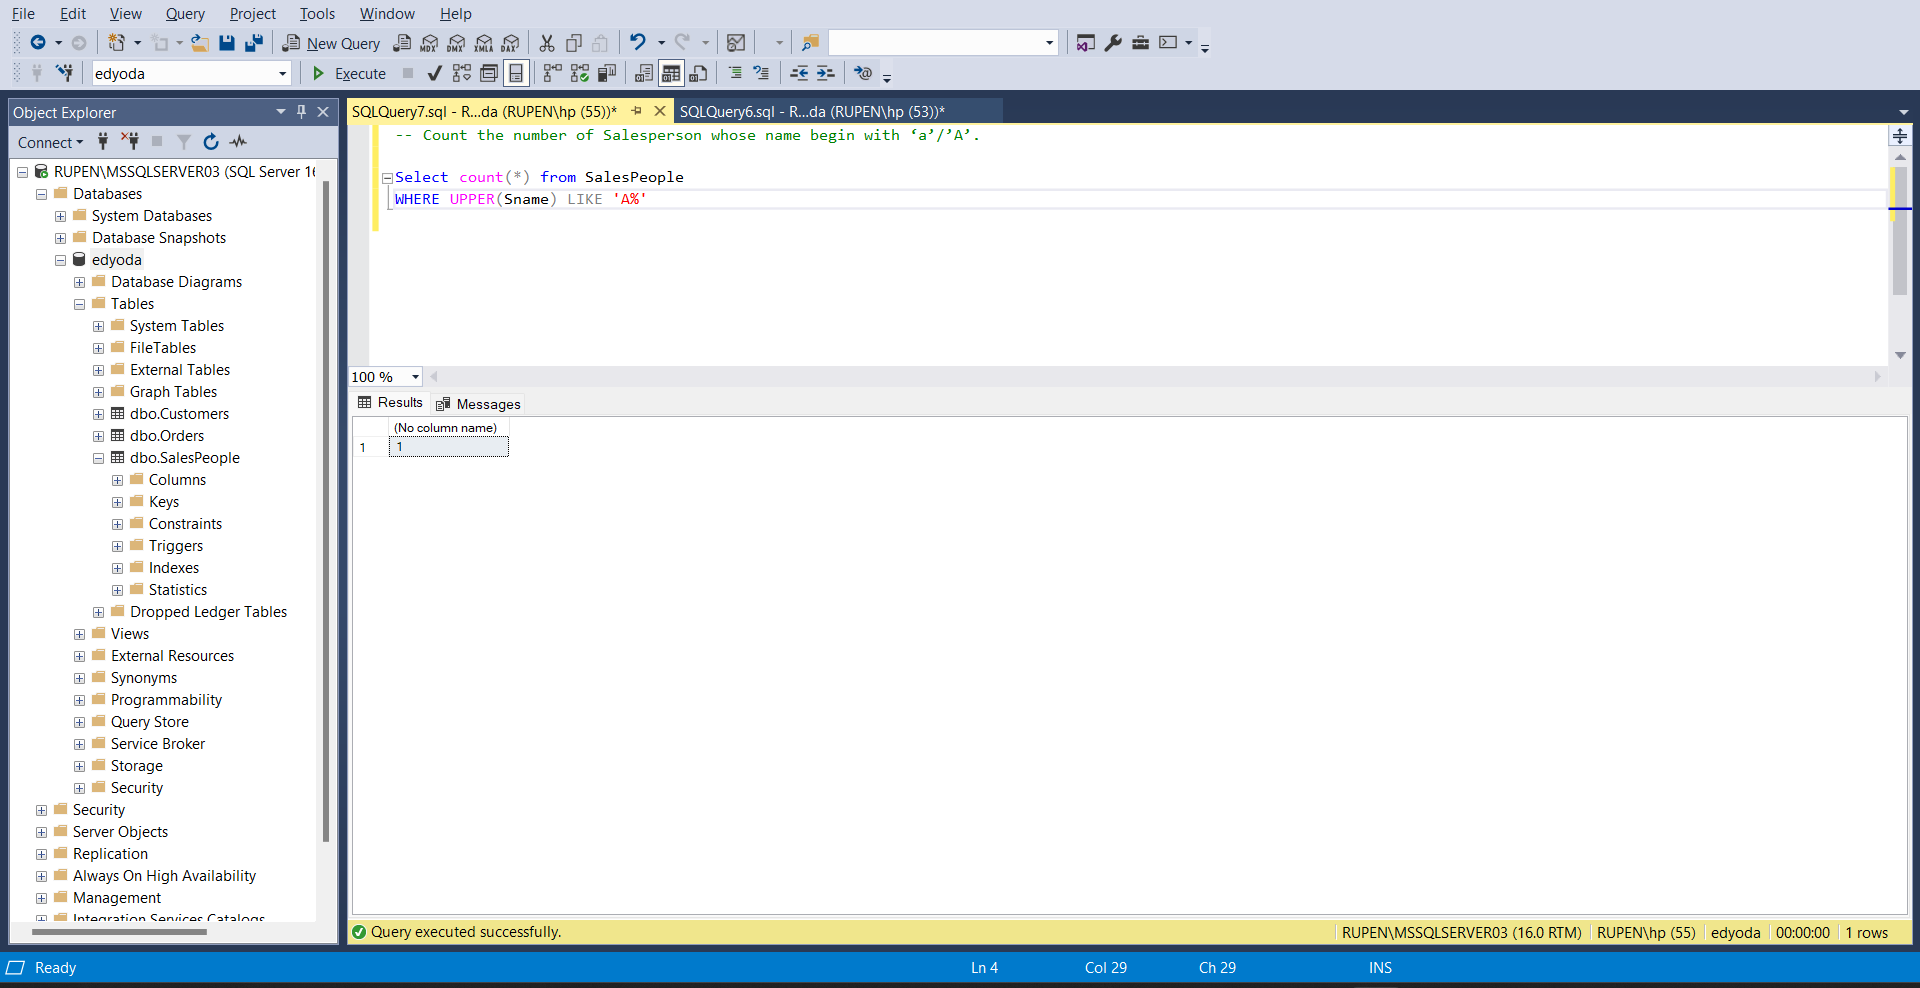 File Edit View Query Project Tools Window Help
New Query MDX DMX XMLA DAX
edyoda Execute
Object Explorer
Connect
RUPEN\MSSQLSERVER03 (SQL Server 16
Databases
System Databases
Database Snapshots
edyoda
Database Diagrams
Tables
System Tables
FileTables
External Tables
Graph Tables
dbo.Customers
dbo.Orders
dbo.SalesPeople
Columns
Keys
Constraints
Triggers
Indexes
Statistics
Dropped Ledger Tables
Views
External Resources
Synonyms
Programmability
Query Store
Service Broker
Storage
Security
Security
Server Objects
Replication
Always On High Availability
Management
Integration Services Catalogs
SQLQuery7.sql - R...da (RUPEN\hp (55))* SQLQuery6.sql - R...da (RUPEN\hp (53))*
-- Count the number of Salesperson whose name begin with ‘a’/’A’.
Select count(*) from SalesPeople
WHERE UPPER(Sname) LIKE 'A%'
100 %
Results Messages
(No column name)
1 1
Query executed successfully. RUPEN\MSSQLSERVER03 (16.0 RTM) RUPEN\hp (55) edyoda 00:00:00 1 rows
Ready Ln 4 Col 29 Ch 29 INS